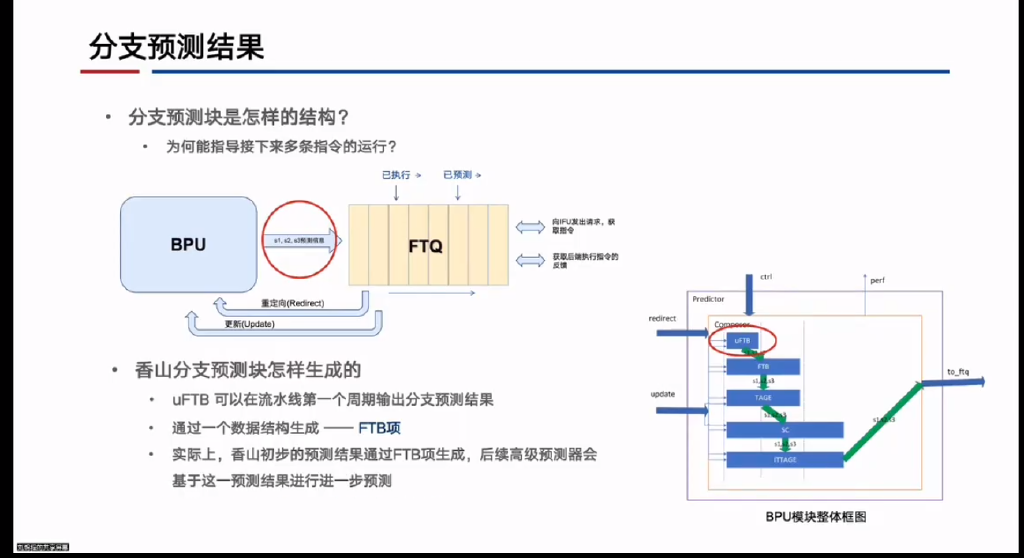 分支预测结果
• 分支预测块是怎样的结构？
• 为何能指导接下来多条指令的运行？
已执行
已预测
BPU
s1, s2, s3预测信息
FTQ
向IFU发出请求，获
取指令
获取后端执行指令的
反馈
重定向(Redirect)
更新(Update)
• 香山分支预测块怎样生成的
• uFTB 可以在流水线第一个周期输出分支预测结果
• 通过一个数据结构生成 —— FTB项
• 实际上，香山初步的预测结果通过FTB项生成，后续高级预测器会
基于这一预测结果进行进一步预测
ctrl
perf
Predictor
redirect
Composer
uFTB
FTB
s1,s2,s3
to_ftq
update
TAGE
s1,s2,s3
SC
s1,s2,s3
s1,s2,s3
ITTAGE
BPU模块整体框图